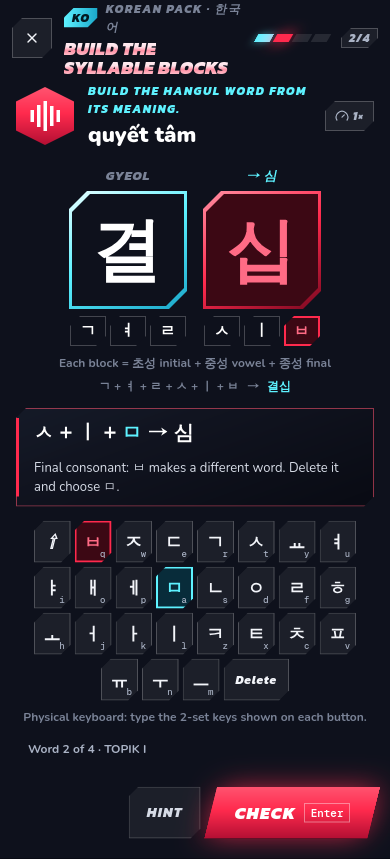 ×
KO KOREAN PACK · 한국어
BUILD THE
SYLLABLE BLOCKS
2/4
BUILD THE HANGUL WORD FROM
ITS MEANING.
quyết tâm
1×
GYEOL → 심
결 십
ㄱ ㅕ ㄹ ㅅ ㅣ ㅂ
Each block = 초성 initial + 중성 vowel + 종성 final
ㄱ + ㅕ + ㄹ + ㅅ + ㅣ + ㅂ → 결십
ㅅ + ㅣ + ㅁ → 심
Final consonant: ㅂ makes a different word. Delete it
and choose ㅁ.
⇧ ㅂ q ㅈ w ㄷ e ㄱ r ㅅ t ㅛ y ㅕ u
ㅑ i ㅐ o ㅔ p ㅁ a ㄴ s ㅇ d ㄹ f ㅎ g
ㅗ h ㅓ j ㅏ k ㅣ l ㅋ z ㅌ x ㅊ c ㅍ v
ㅠ b ㅜ n ㅡ m Delete
Physical keyboard: type the 2-set keys shown on each button.
Word 2 of 4 · TOPIK I
HINT
CHECK Enter